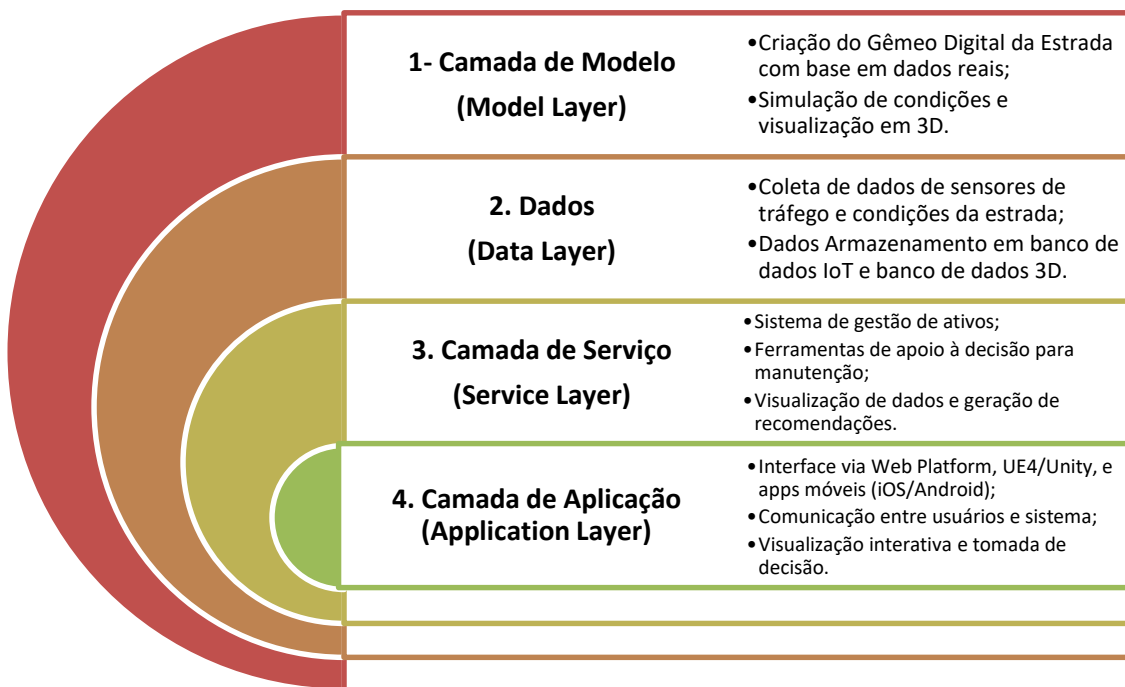 1- Camada de Modelo
(Model Layer)
•Criação do Gêmeo Digital da Estrada
com base em dados reais;
•Simulação de condições e
visualização em 3D.
2. Dados
(Data Layer)
•Coleta de dados de sensores de
tráfego e condições da estrada;
•Dados Armazenamento em banco de
dados IoT e banco de dados 3D.
3. Camada de Serviço
(Service Layer)
•Sistema de gestão de ativos;
•Ferramentas de apoio à decisão para
manutenção;
•Visualização de dados e geração de
recomendações.
4. Camada de Aplicação
(Application Layer)
•Interface via Web Platform, UE4/Unity, e
apps móveis (iOS/Android);
•Comunicação entre usuários e sistema;
•Visualização interativa e tomada de
decisão.